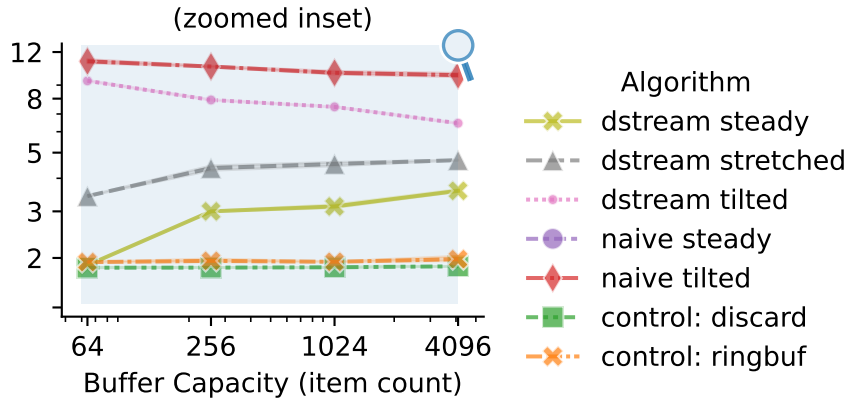 (zoomed inset)
12
8
5
3
2
64 256 1024 4096
Buffer Capacity (item count)
Algorithm
dstream steady
dstream stretched
dstream tilted
naive steady
naive tilted
control: discard
control: ringbuf